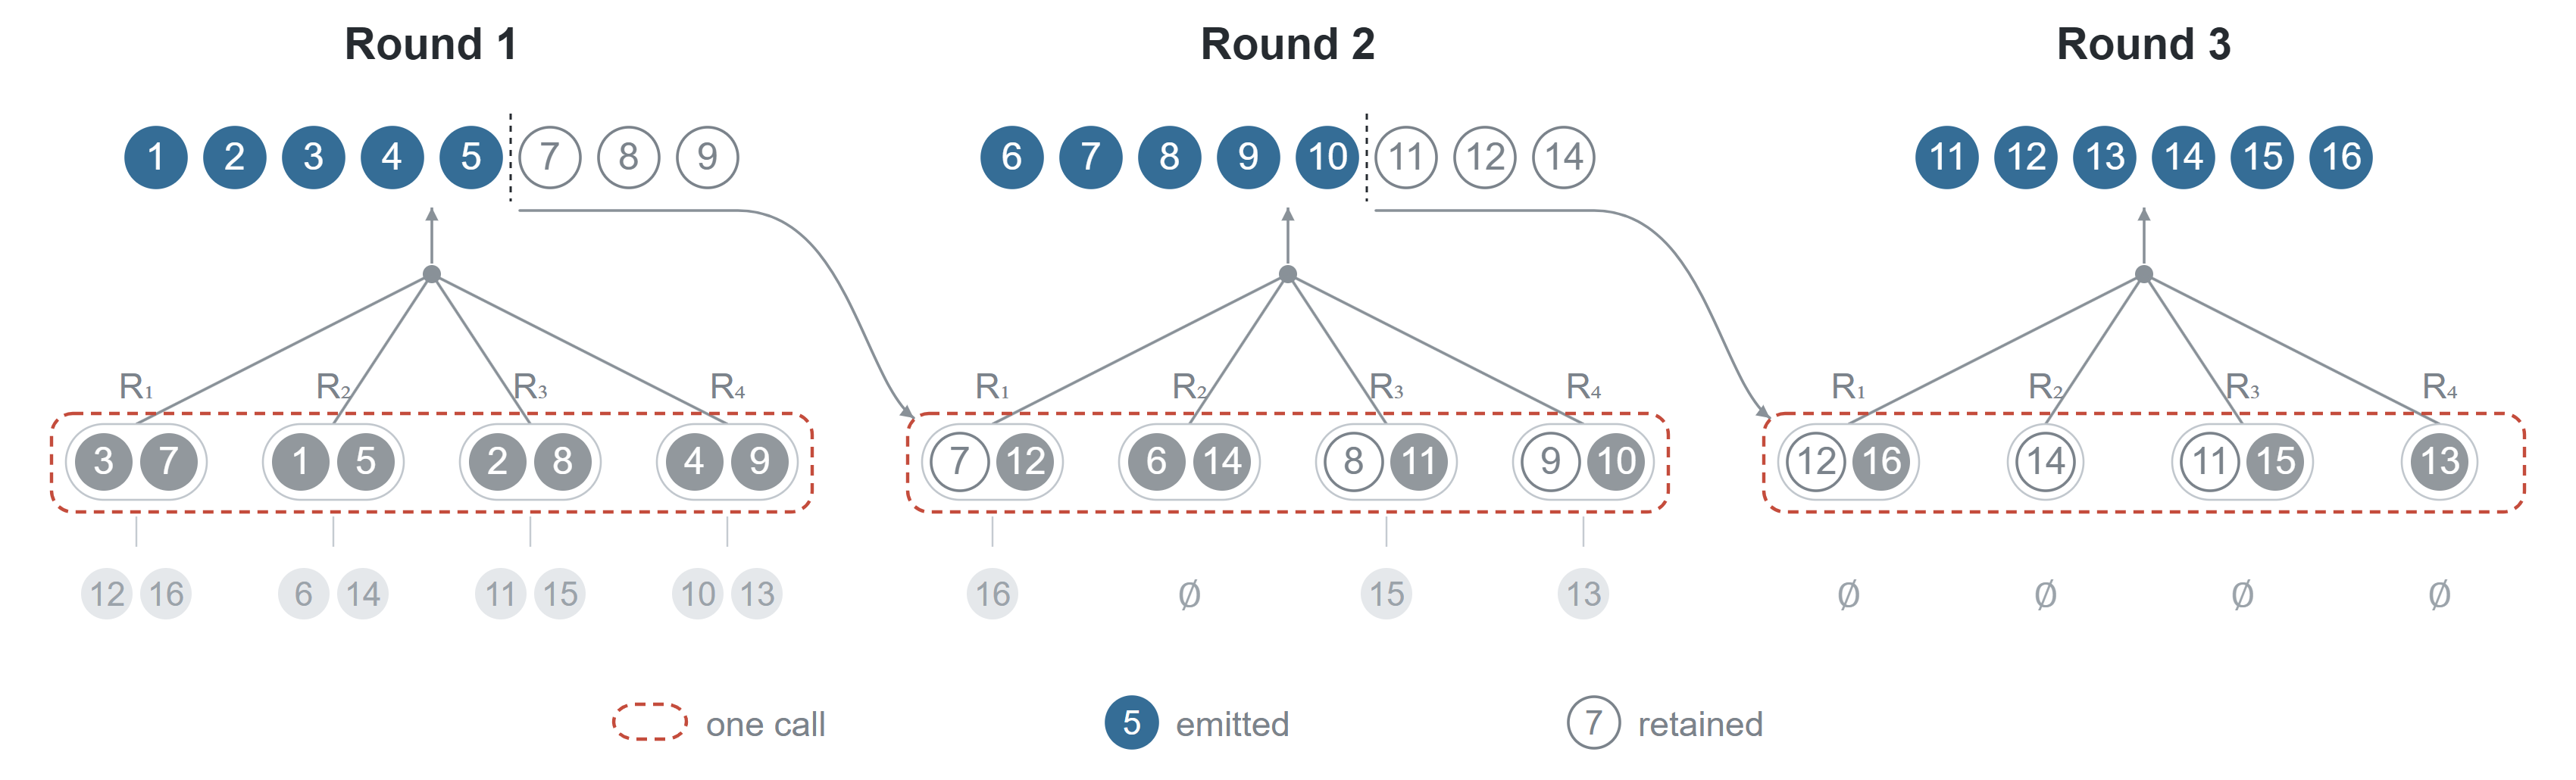 Round 1 Round 2 Round 3
1 2 3 4 5 7 8 9 6 7 8 9 10 11 12 14 11 12 13 14 15 16
R₁ R₂ R₃ R₄ R₁ R₂ R₃ R₄ R₁ R₂ R₃ R₄
3 7 1 5 2 8 4 9 7 12 6 14 8 11 9 10 12 16 14 11 15 13
12 16 6 14 11 15 10 13 16 ∅ 15 13 ∅ ∅ ∅ ∅
one call 5 emitted 7 retained